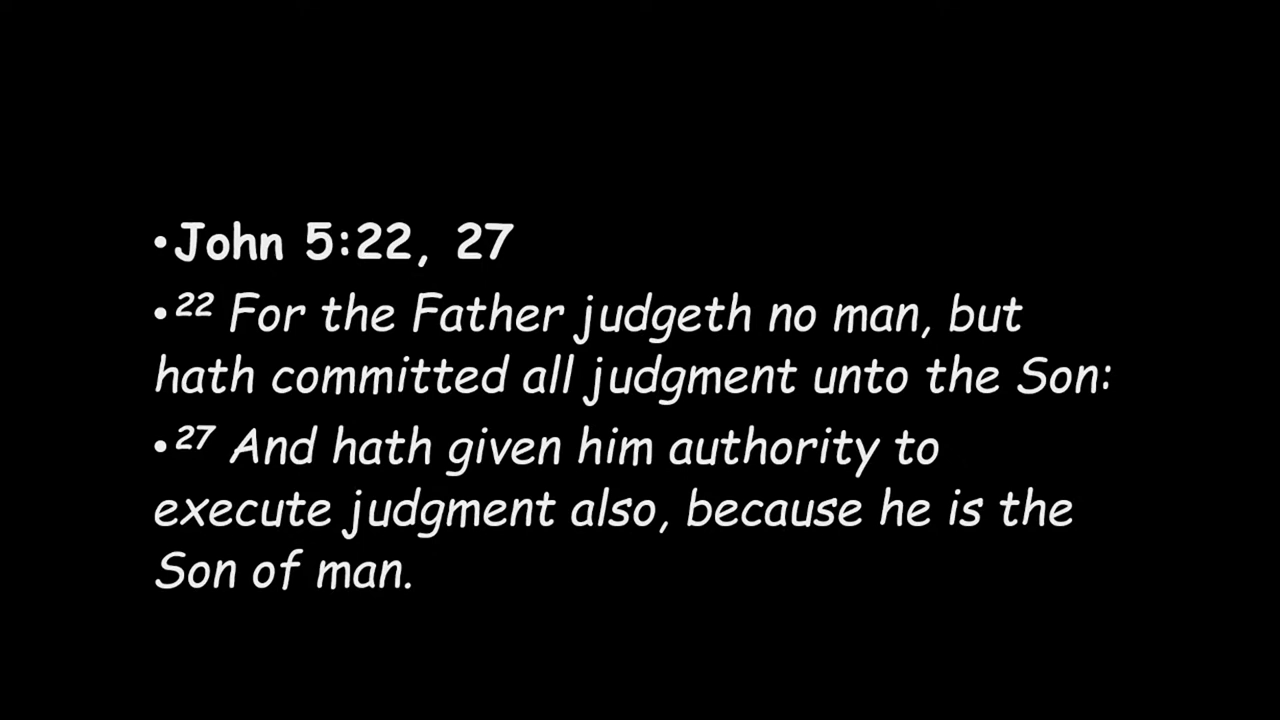 •John 5:22, 27
•²² For the Father judgeth no man, but
hath committed all judgment unto the Son:
•²⁷ And hath given him authority to
execute judgment also, because he is the
Son of man.